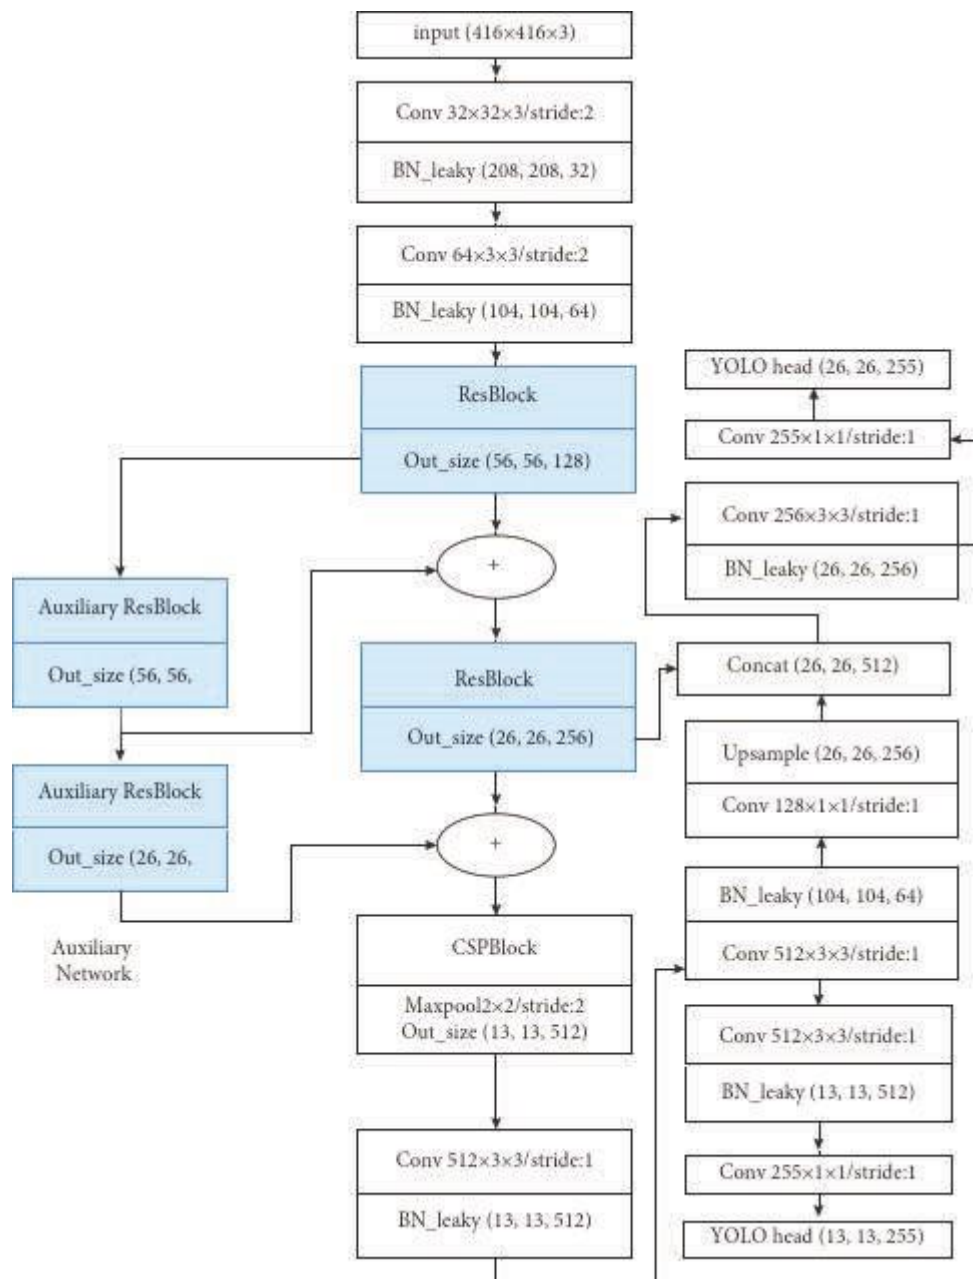 input (416×416×3)
Conv 32×32×3/stride:2
BN_leaky (208, 208, 32)
Conv 64×3×3/stride:2
BN_leaky (104, 104, 64)
ResBlock
Out_size (56, 56, 128)
+
Auxiliary ResBlock
Out_size (56, 56,
ResBlock
Out_size (26, 26, 256)
Auxiliary ResBlock
Out_size (26, 26,
+
Auxiliary
Network
CSPBlock
Maxpool2×2/stride:2
Out_size (13, 13, 512)
Conv 512×3×3/stride:1
BN_leaky (13, 13, 512)
YOLO head (26, 26, 255)
Conv 255×1×1/stride:1
Conv 256×3×3/stride:1
BN_leaky (26, 26, 256)
Concat (26, 26, 512)
Upsample (26, 26, 256)
Conv 128×1×1/stride:1
BN_leaky (104, 104, 64)
Conv 512×3×3/stride:1
Conv 512×3×3/stride:1
BN_leaky (13, 13, 512)
Conv 255×1×1/stride:1
YOLO head (13, 13, 255)